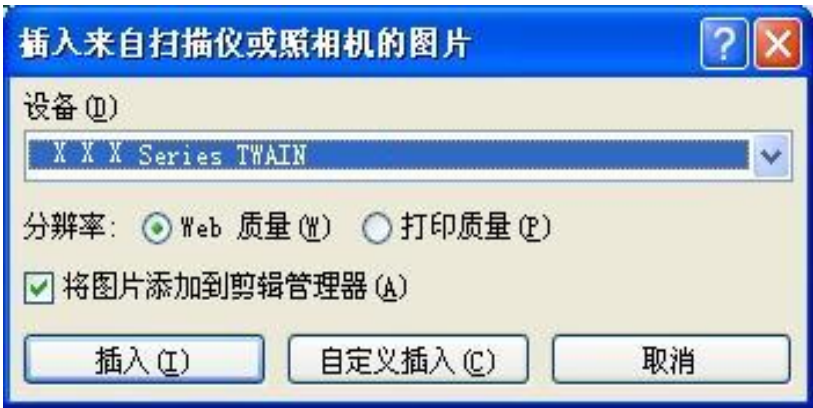 插入来自扫描仪或照相机的图片
设备(D)
X X X Series TWAIN
分辨率: Web 质量(W) 打印质量(P)
将图片添加到剪辑管理器(A)
插入(I) 自定义插入(C) 取消